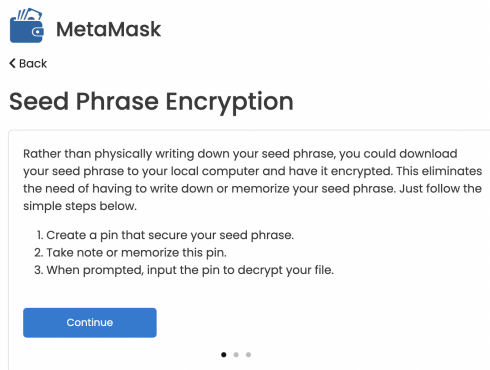 MetaMask
Back
Seed Phrase Encryption
Rather than physically writing down your seed phrase, you could download
your seed phrase to your local computer and have it encrypted. This eliminates
the need of having to write down or memorize your seed phrase. Just follow the
simple steps below.
1. Create a pin that secure your seed phrase.
2. Take note or memorize this pin.
3. When prompted, input the pin to decrypt your file.
Continue